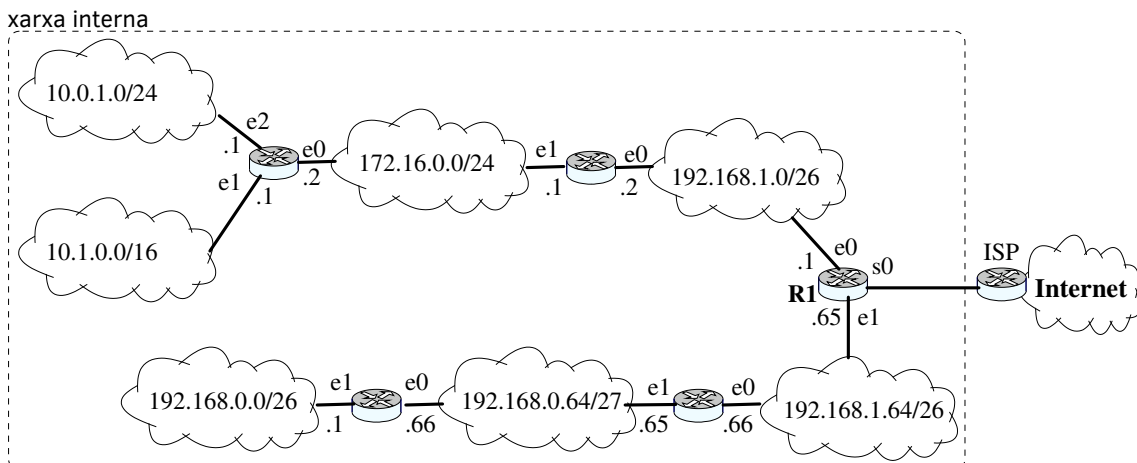 xarxa interna
10.0.1.0/24
e2
.1
e0
.2
172.16.0.0/24
e1
.1
e0
.2
192.168.1.0/26
e1
.1
10.1.0.0/16
e0
.1
s0
R1
ISP
Internet
.65
e1
192.168.0.0/26
e1
.1
e0
.66
192.168.0.64/27
e1
.65
e0
.66
192.168.1.64/26